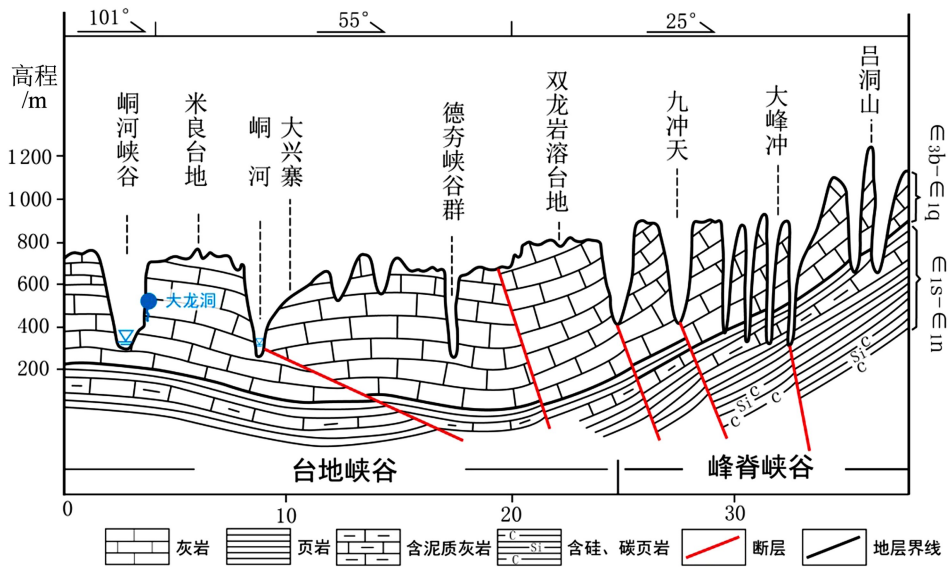 101°
55°
25°
高程
/m
1200
1000
800
600
400
200
峒河峡谷
米良台地
峒河
大兴寨
德夯峡谷群
双龙岩溶台地
九冲天
大峰冲
吕洞山
大龙洞
∈3b-∈1q
∈1s-∈1n
Si
C
C
Si
C
C
C
台地峡谷
峰脊峡谷
0
10
20
30
灰岩
页岩
含泥质灰岩
C
Si
C
含硅、碳页岩
断层
地层界线